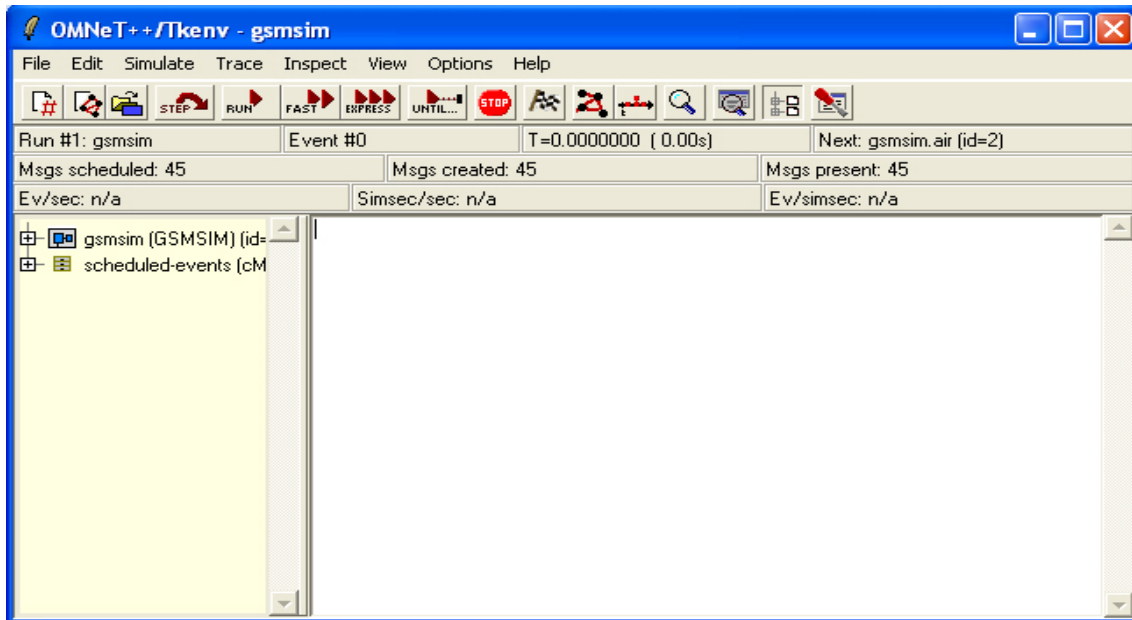 OMNeT++/Tkenv - gsmsim
File Edit Simulate Trace Inspect View Options Help
STEP RUN FAST EXPRESS UNTIL... STOP
Run #1: gsmsim Event #0 T=0.0000000 ( 0.00s) Next: gsmsim.air (id=2)
Msgs scheduled: 45 Msgs created: 45 Msgs present: 45
Ev/sec: n/a Simsec/sec: n/a Ev/simsec: n/a
gsmsim (GSMSIM) (id=
scheduled-events (cM